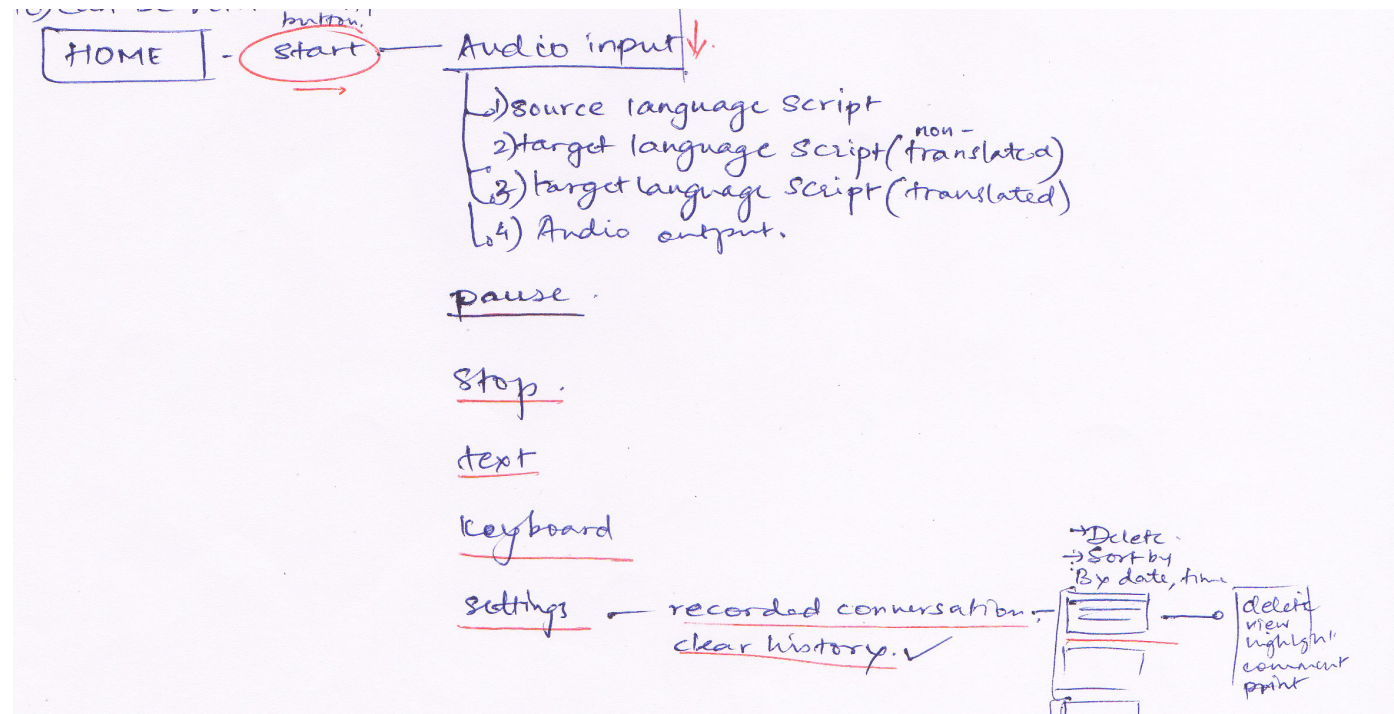 button.
HOME - start Audio input
1) source language script
non-
2) target language script (translated)
3) target language script (translated)
4) Audio output.
pause.
stop.
text
keyboard
→ Delete.
→ Sort by
By date, time
settings - recorded conversation.
clear history. ✓
delete
view
highlight
comment
print